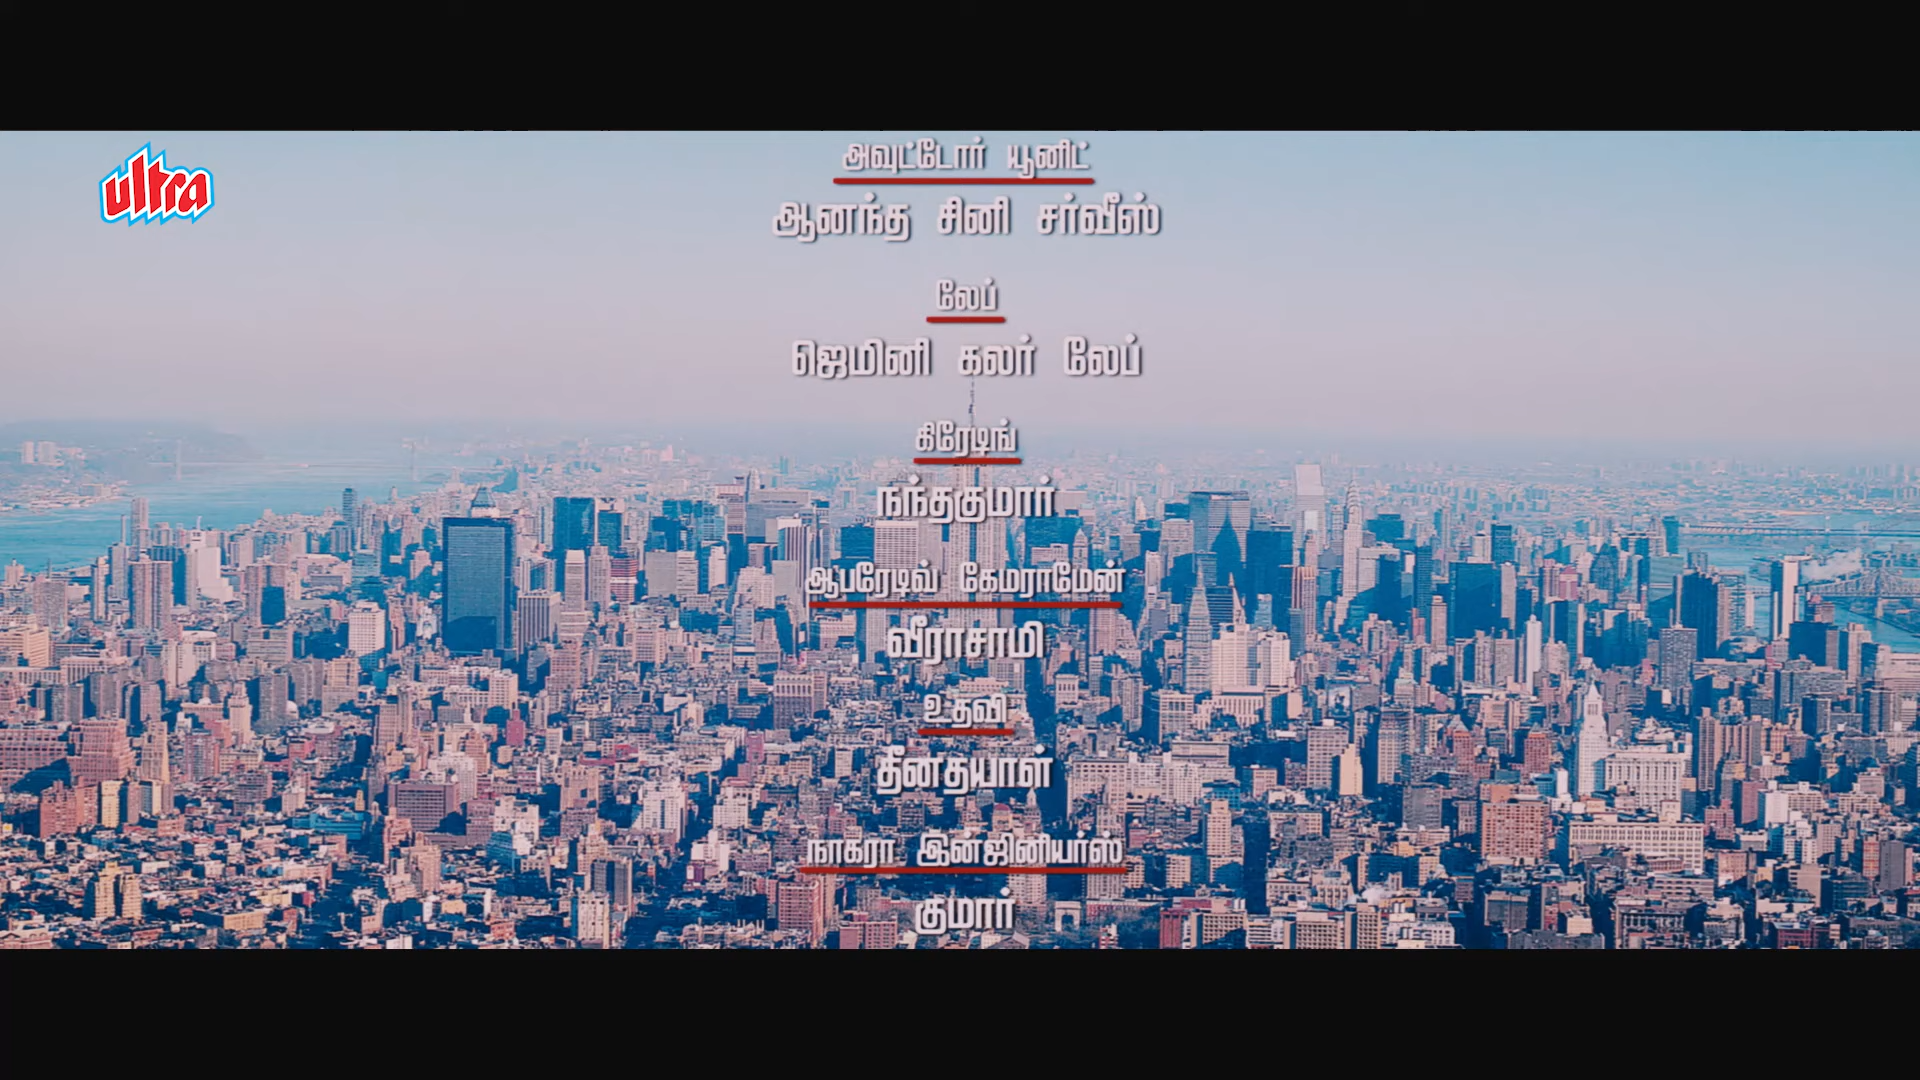 ultra
அவுட்டோர் யூனிட்
ஆனந்த சினி சர்வீஸ்
லேப்
ஜெமினி கலர் லேப்
கிரேடிங்
நந்தகுமார்
ஆபரேடிவ் கேமராமேன்
வீராசாமி
உதவி
தீனதயாள்
நாகரா இன்ஜினியர்ஸ்
குமார்